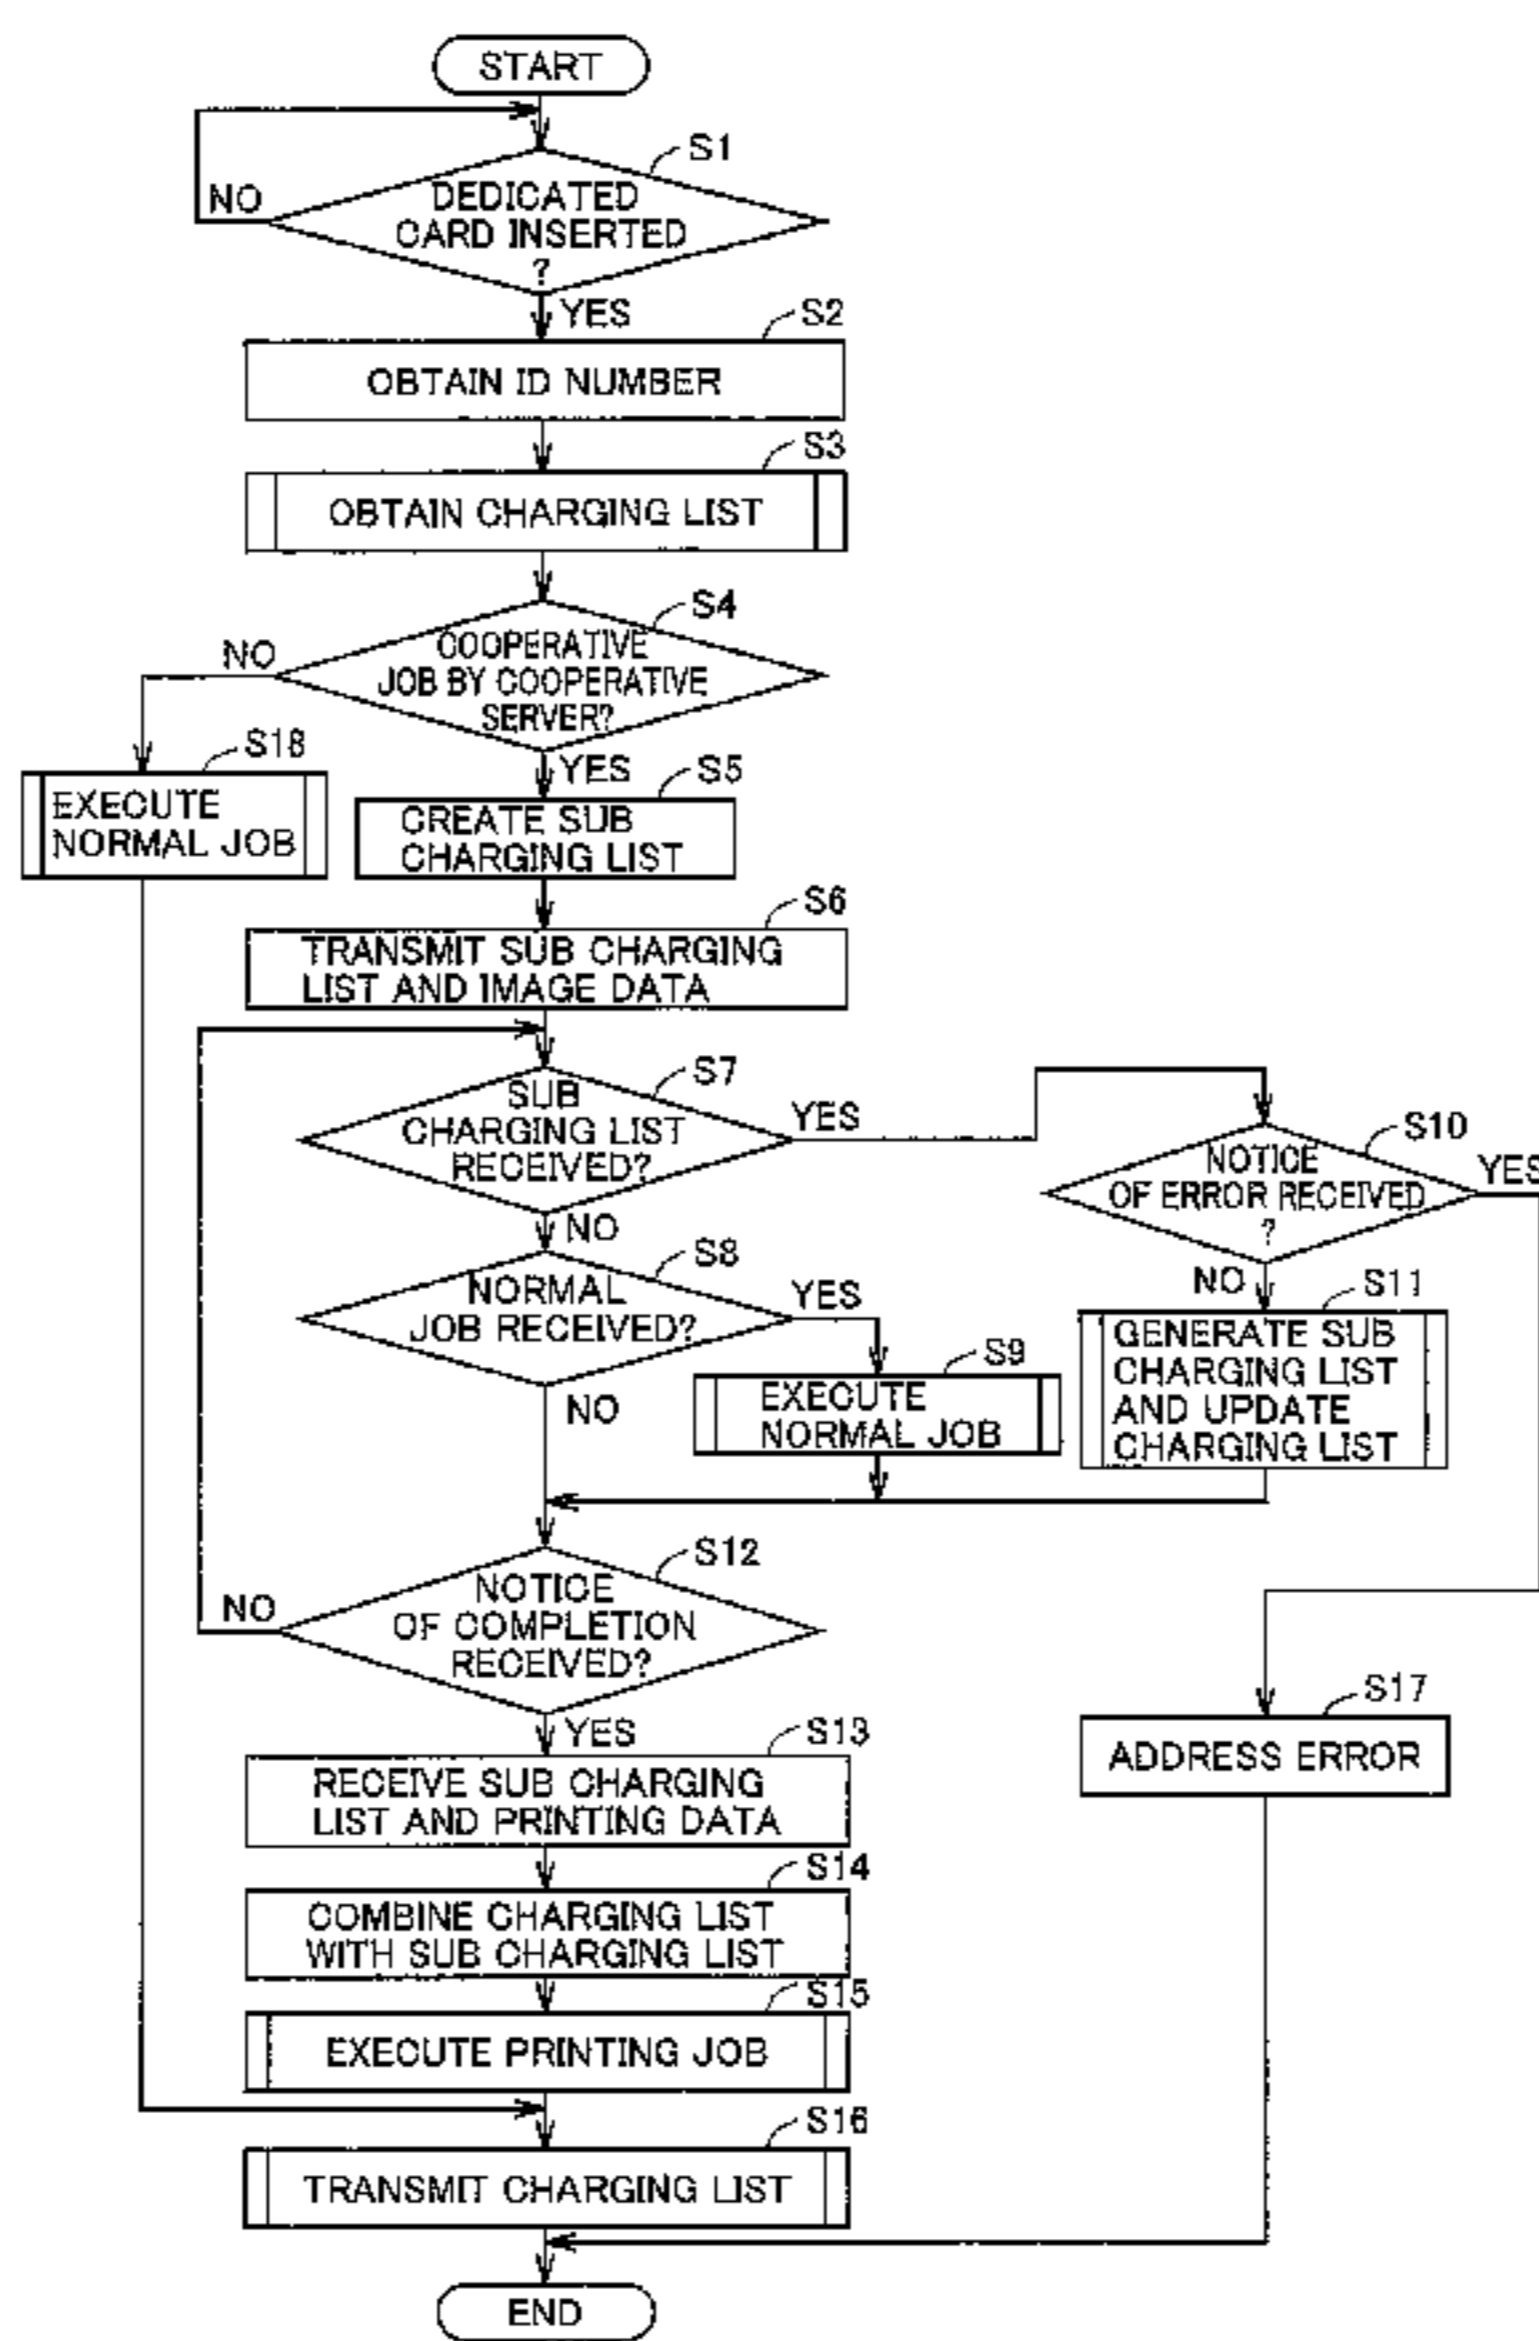 START
S1
NO
DEDICATED
CARD INSERTED
?
YES
S2
OBTAIN ID NUMBER
S3
OBTAIN CHARGING LIST
S4
NO
COOPERATIVE
JOB BY COOPERATIVE
SERVER?
S18
YES
S5
EXECUTE
NORMAL JOB
CREATE SUB
CHARGING LIST
S6
TRANSMIT SUB CHARGING
LIST AND IMAGE DATA
S7
SUB
CHARGING LIST
RECEIVED?
YES
S10
NOTICE
OF ERROR RECEIVED
?
YES
NO
S8
NORMAL
JOB RECEIVED?
YES
NO
S11
GENERATE SUB
CHARGING LIST
AND UPDATE
CHARGING LIST
S9
EXECUTE
NORMAL JOB
NO
S12
NOTICE
OF COMPLETION
RECEIVED?
NO
YES
S13
RECEIVE SUB CHARGING
LIST AND PRINTING DATA
S17
ADDRESS ERROR
S14
COMBINE CHARGING LIST
WITH SUB CHARGING LIST
S15
EXECUTE PRINTING JOB
S16
TRANSMIT CHARGING LIST
END